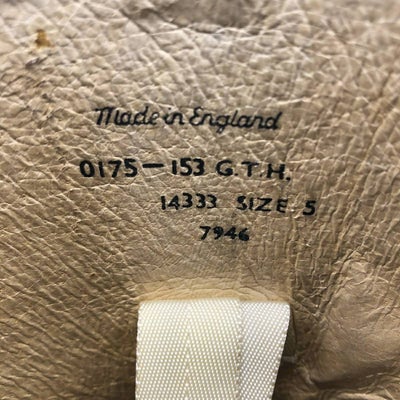 Made in England
0175-153 G.T.H.
14333 SIZE 5
7946